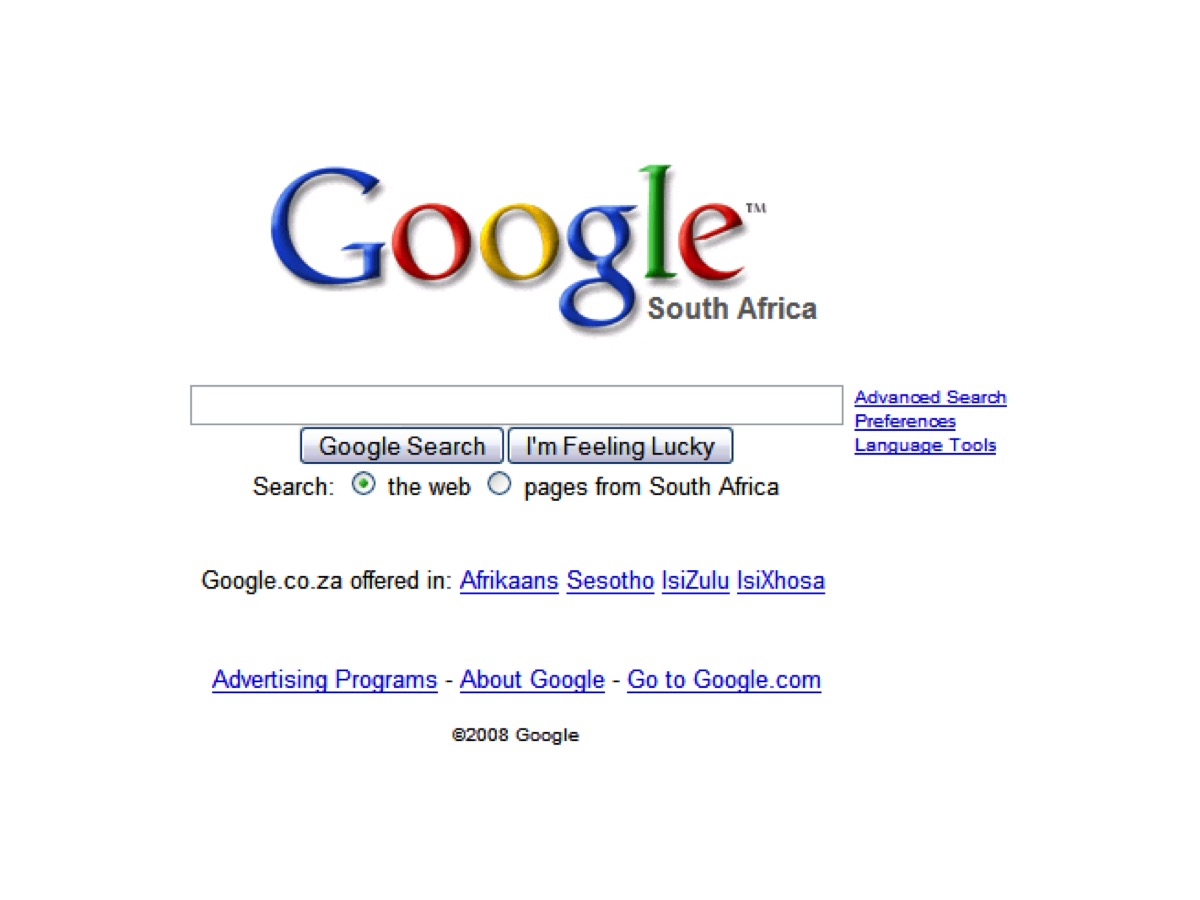 Google™
South Africa
Advanced Search
Preferences
Language Tools
Google Search I'm Feeling Lucky
Search: the web pages from South Africa
Google.co.za offered in: Afrikaans Sesotho IsiZulu IsiXhosa
Advertising Programs - About Google - Go to Google.com
©2008 Google